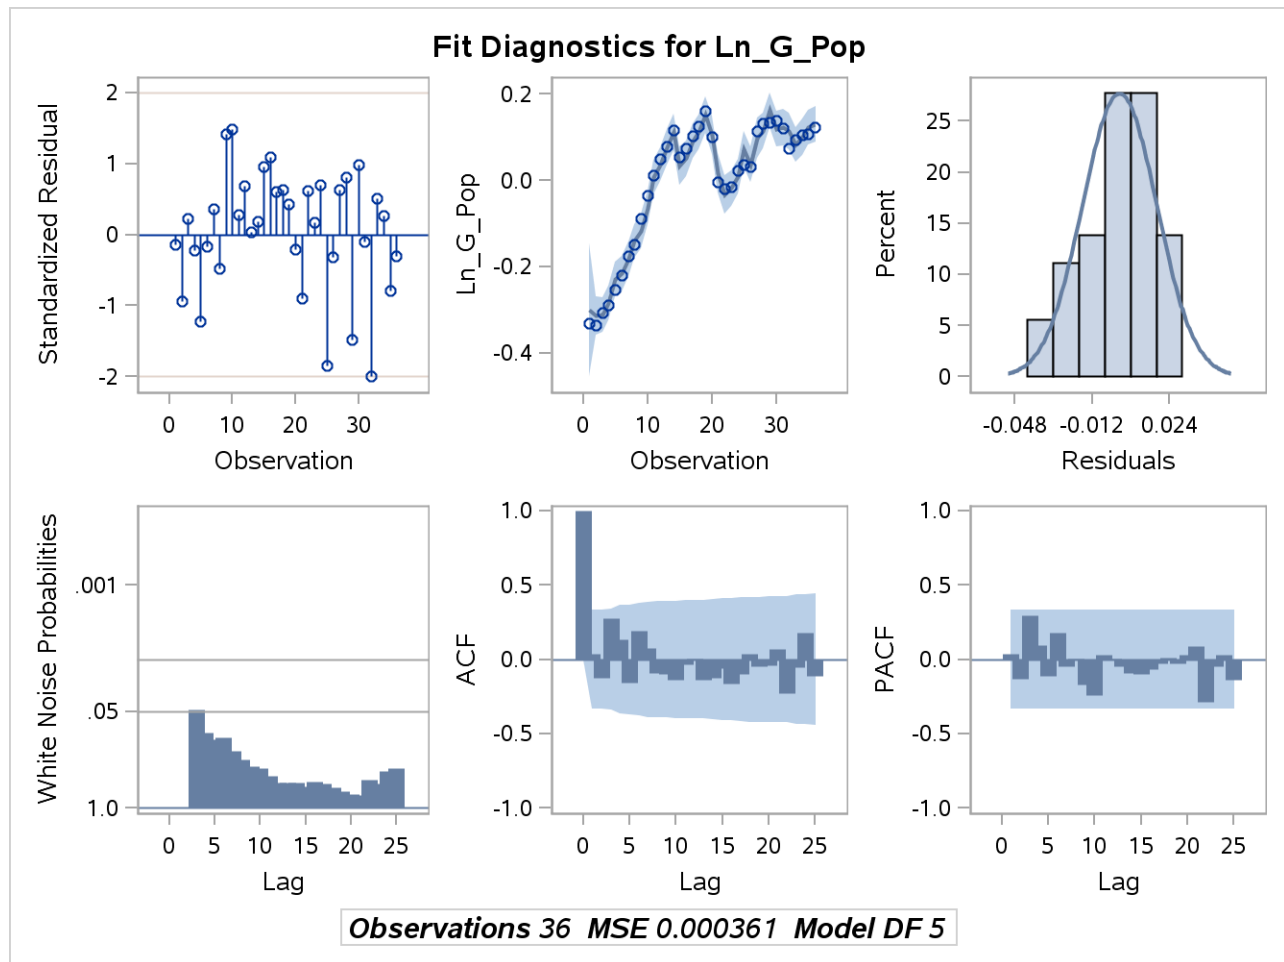 Fit Diagnostics for Ln_G_Pop
Standardized Residual
2
1
0
-1
-2
0 10 20 30
Observation
Ln_G_Pop
0.2
0.0
-0.2
-0.4
0 10 20 30
Observation
Percent
25
20
15
10
5
0
-0.048 -0.012 0.024
Residuals
White Noise Probabilities
.001
.05
1.0
0 5 10 15 20 25
Lag
ACF
1.0
0.5
0.0
-0.5
-1.0
0 5 10 15 20 25
Lag
PACF
1.0
0.5
0.0
-0.5
-1.0
0 5 10 15 20 25
Lag
Observations 36 MSE 0.000361 Model DF 5